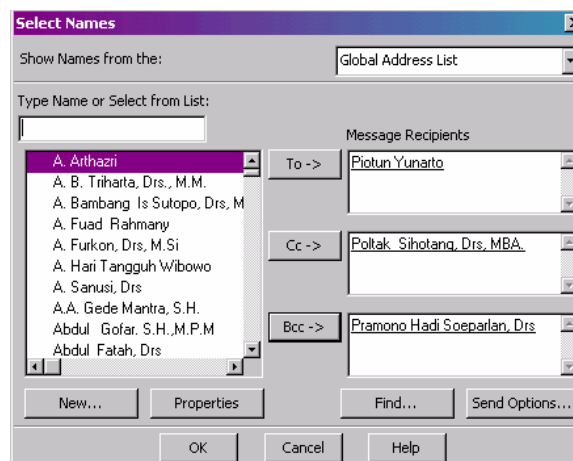 Select Names
Show Names from the:
Global Address List
Type Name or Select from List:
Message Recipients
A. Arthazri
A. B. Triharta, Drs., M.M.
A. Bambang Is Sutopo, Drs, M
A. Fuad Rahmany
A. Furkon, Drs, M.Si
A. Hari Tangguh Wibowo
A. Sanusi, Drs
A.A. Gede Mantra, S.H.
Abdul Gofar. S.H.,M.P.M
Abdul Fatah, Drs
To ->
Piotun Yunarto
Cc ->
Poltak Sihotang, Drs, MBA.
Bcc ->
Pramono Hadi Soeparlan, Drs
New...
Properties
Find...
Send Options...
OK
Cancel
Help